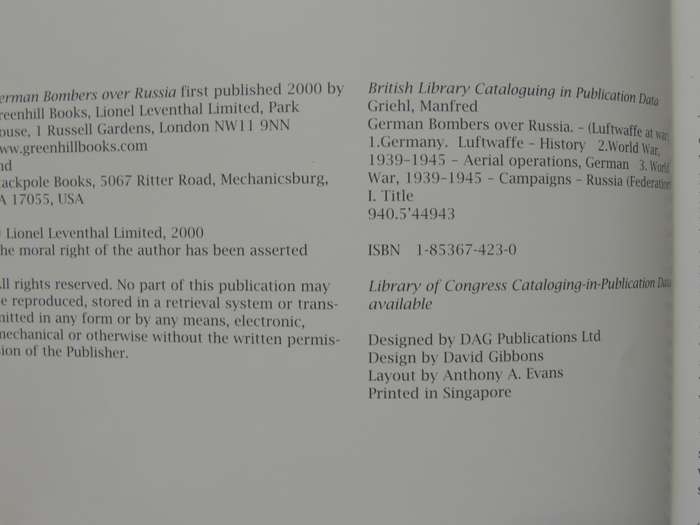 erman Bombers over Russia first published 2000 by
reenhill Books, Lionel Leventhal Limited, Park
ouse, 1 Russell Gardens, London NW11 9NN
ww.greenhillbooks.com
nd
ackpole Books, 5067 Ritter Road, Mechanicsburg,
A 17055, USA
Lionel Leventhal Limited, 2000
he moral right of the author has been asserted
ll rights reserved. No part of this publication may
e reproduced, stored in a retrieval system or trans-
mitted in any form or by any means, electronic,
mechanical or otherwise without the written permis-
sion of the Publisher.
British Library Cataloguing in Publication Data
Griehl, Manfred
German Bombers over Russia. – (Luftwaffe at war;
1.Germany. Luftwaffe – History 2.World War,
1939–1945 – Aerial operations, German 3. World
War, 1939–1945 – Campaigns – Russia (Federation
I. Title
940.5'44943
ISBN 1-85367-423-0
Library of Congress Cataloging-in-Publication Data
available
Designed by DAG Publications Ltd
Design by David Gibbons
Layout by Anthony A. Evans
Printed in Singapore